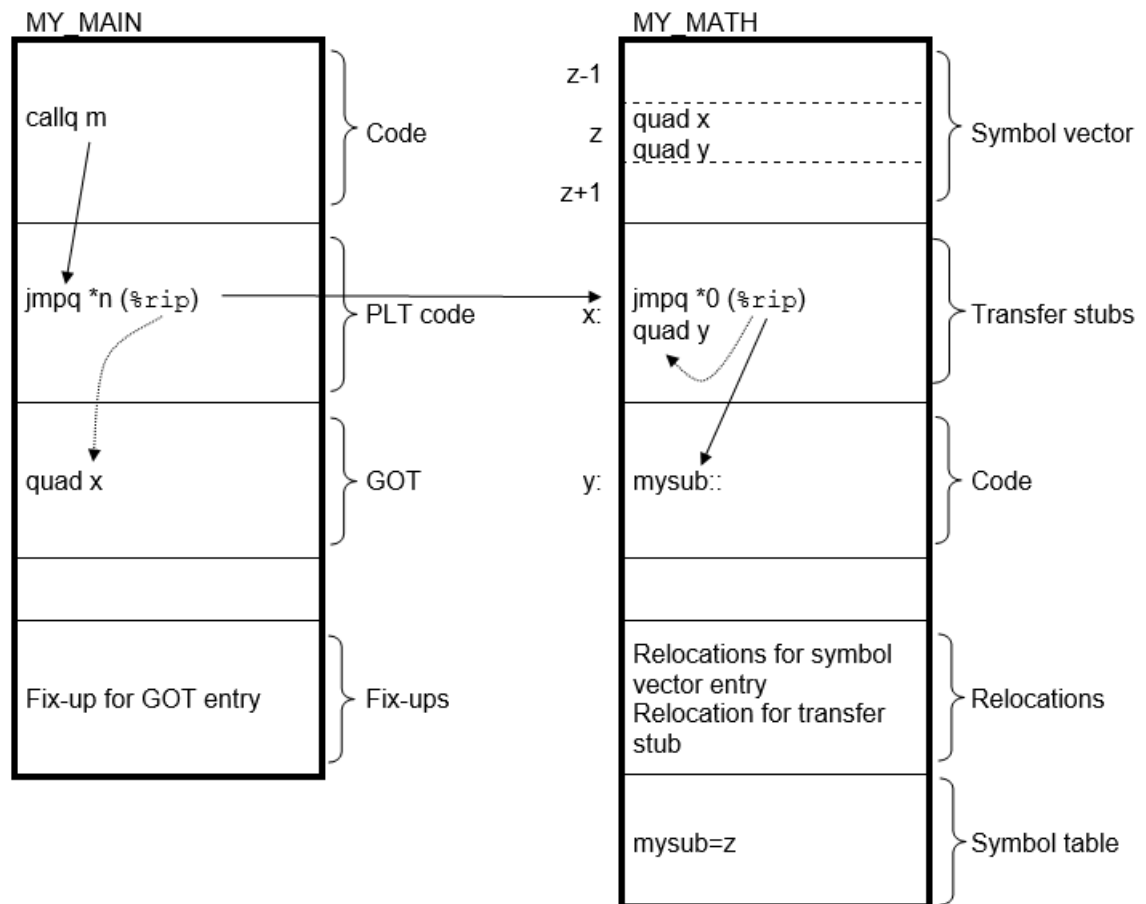 MY_MAIN
callq m
Code
jmpq *n (%rip)
PLT code
quad x
GOT
Fix-up for GOT entry
Fix-ups
MY_MATH
z-1
z
z+1
quad x
quad y
Symbol vector
x:
jmpq *0 (%rip)
quad y
Transfer stubs
y:
mysub::
Code
Relocations for symbol
vector entry
Relocation for transfer
stub
Relocations
mysub=z
Symbol table